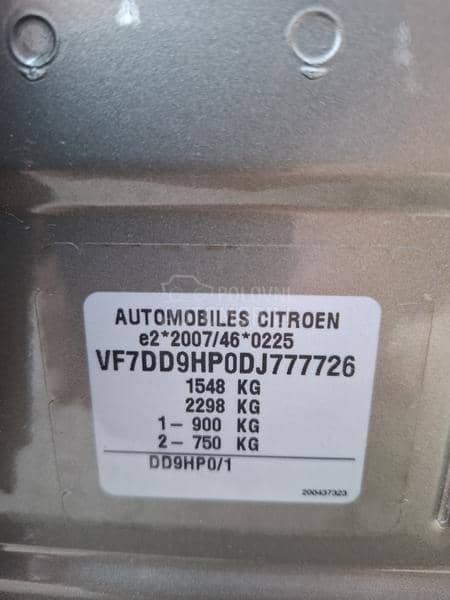 POLOVNI
AUTOMOBILES CITROEN
e2*2007/46*0225
VF7DD9HP0DJ777726
1548 KG
2298 KG
1- 900 KG
2- 750 KG
DD9HP0/1
200437323